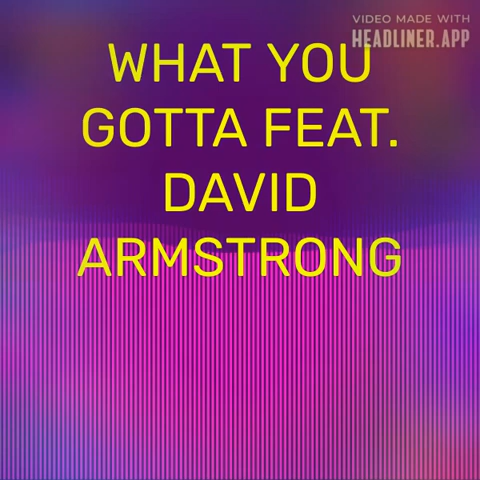 VIDEO MADE WITH
HEADLINER.APP
WHAT YOU
GOTTA FEAT.
DAVID
ARMSTRONG